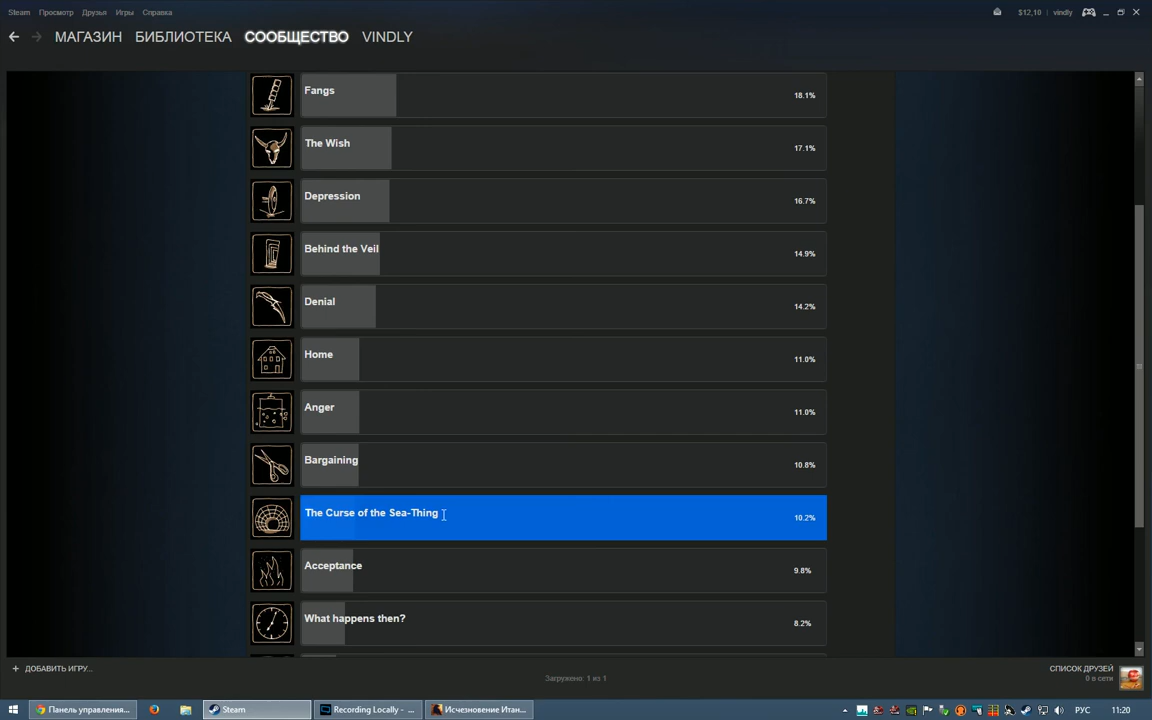 Steam Просмотр Друзья Игры Справка
$12,10 vindly
МАГАЗИН БИБЛИОТЕКА СООБЩЕСТВО VINDLY
Fangs 18.1%
The Wish 17.1%
Depression 16.7%
Behind the Veil 14.9%
Denial 14.2%
Home 11.0%
Anger 11.0%
Bargaining 10.8%
The Curse of the Sea-Thing 10.2%
Acceptance 9.8%
What happens then? 8.2%
+ ДОБАВИТЬ ИГРУ...
Загружено: 1 из 1
СПИСОК ДРУЗЕЙ
0 в сети
Панель управления... Steam Recording Locally - ... Исчезновение Итан... РУС 11:20